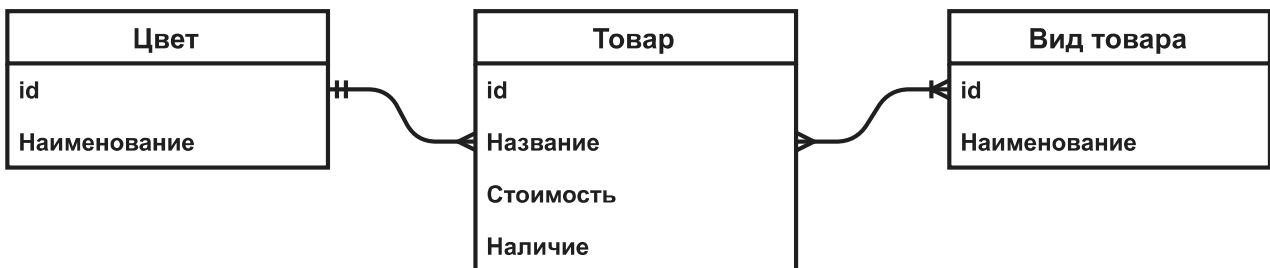 Цвет
id
Наименование
Товар
id
Название
Стоимость
Наличие
Вид товара
id
Наименование